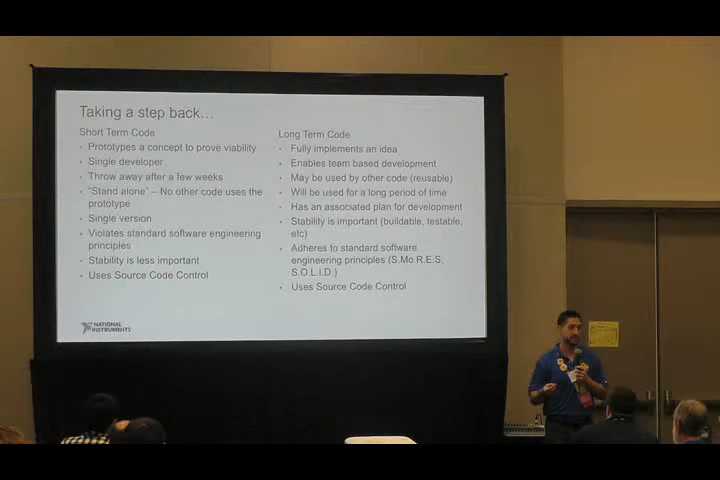 Taking a step back…
Short Term Code
Prototypes a concept to prove viability
Single developer
Throw away after a few weeks
"Stand alone" – No other code uses the
prototype
Single version
Violates standard software engineering
principles
Stability is less important
Uses Source Code Control
Long Term Code
Fully implements an idea
Enables team based development
May be used by other code (reusable)
Will be used for a long period of time
Has an associated plan for development
Stability is important (buildable, testable,
etc)
Adheres to standard software
engineering principles (S.Mo.R.E.S,
S.O.L.I.D.)
Uses Source Code Control
NATIONAL
INSTRUMENTS